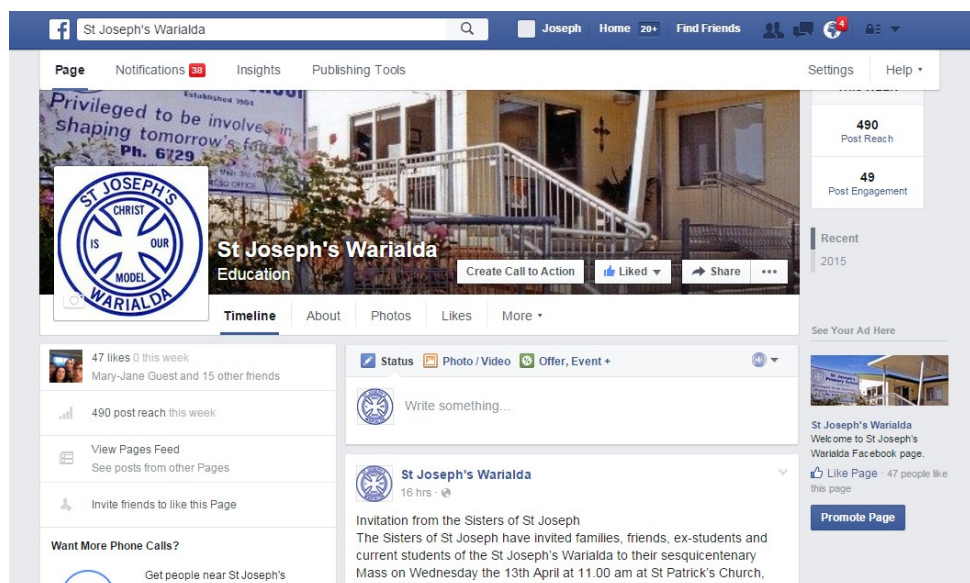 St Joseph's Warialda
Joseph Home 20+ Find Friends 4
Page Notifications 38 Insights Publishing Tools Settings Help
THIS WEEK
490
Post Reach
49
Post Engagement
Recent
2015
Established 1904
SCHOOL
Privileged to be involved in
shaping tomorrow's
Ph. 6729
ST JOSEPH'S
CHRIST
IS OUR
MODEL
WARIALDA
St Joseph's Warialda
Education
Create Call to Action Liked Share
Timeline About Photos Likes More
47 likes 0 this week
Mary-Jane Guest and 15 other friends
490 post reach this week
View Pages Feed
See posts from other Pages
Invite friends to like this Page
Want More Phone Calls?
Get people near St Joseph's
Status Photo / Video Offer, Event +
Write something...
St Joseph's Warialda
16 hrs
Invitation from the Sisters of St Joseph
The Sisters of St Joseph have invited families, friends, ex-students and
current students of the St Joseph's Warialda to their sesquicentenary
Mass on Wednesday the 13th April at 11.00 am at St Patrick's Church,
See Your Ad Here
St Joseph's
Primary School
St Joseph's Warialda
Welcome to St Joseph's
Warialda Facebook page.
Like Page · 47 people like
this page
Promote Page